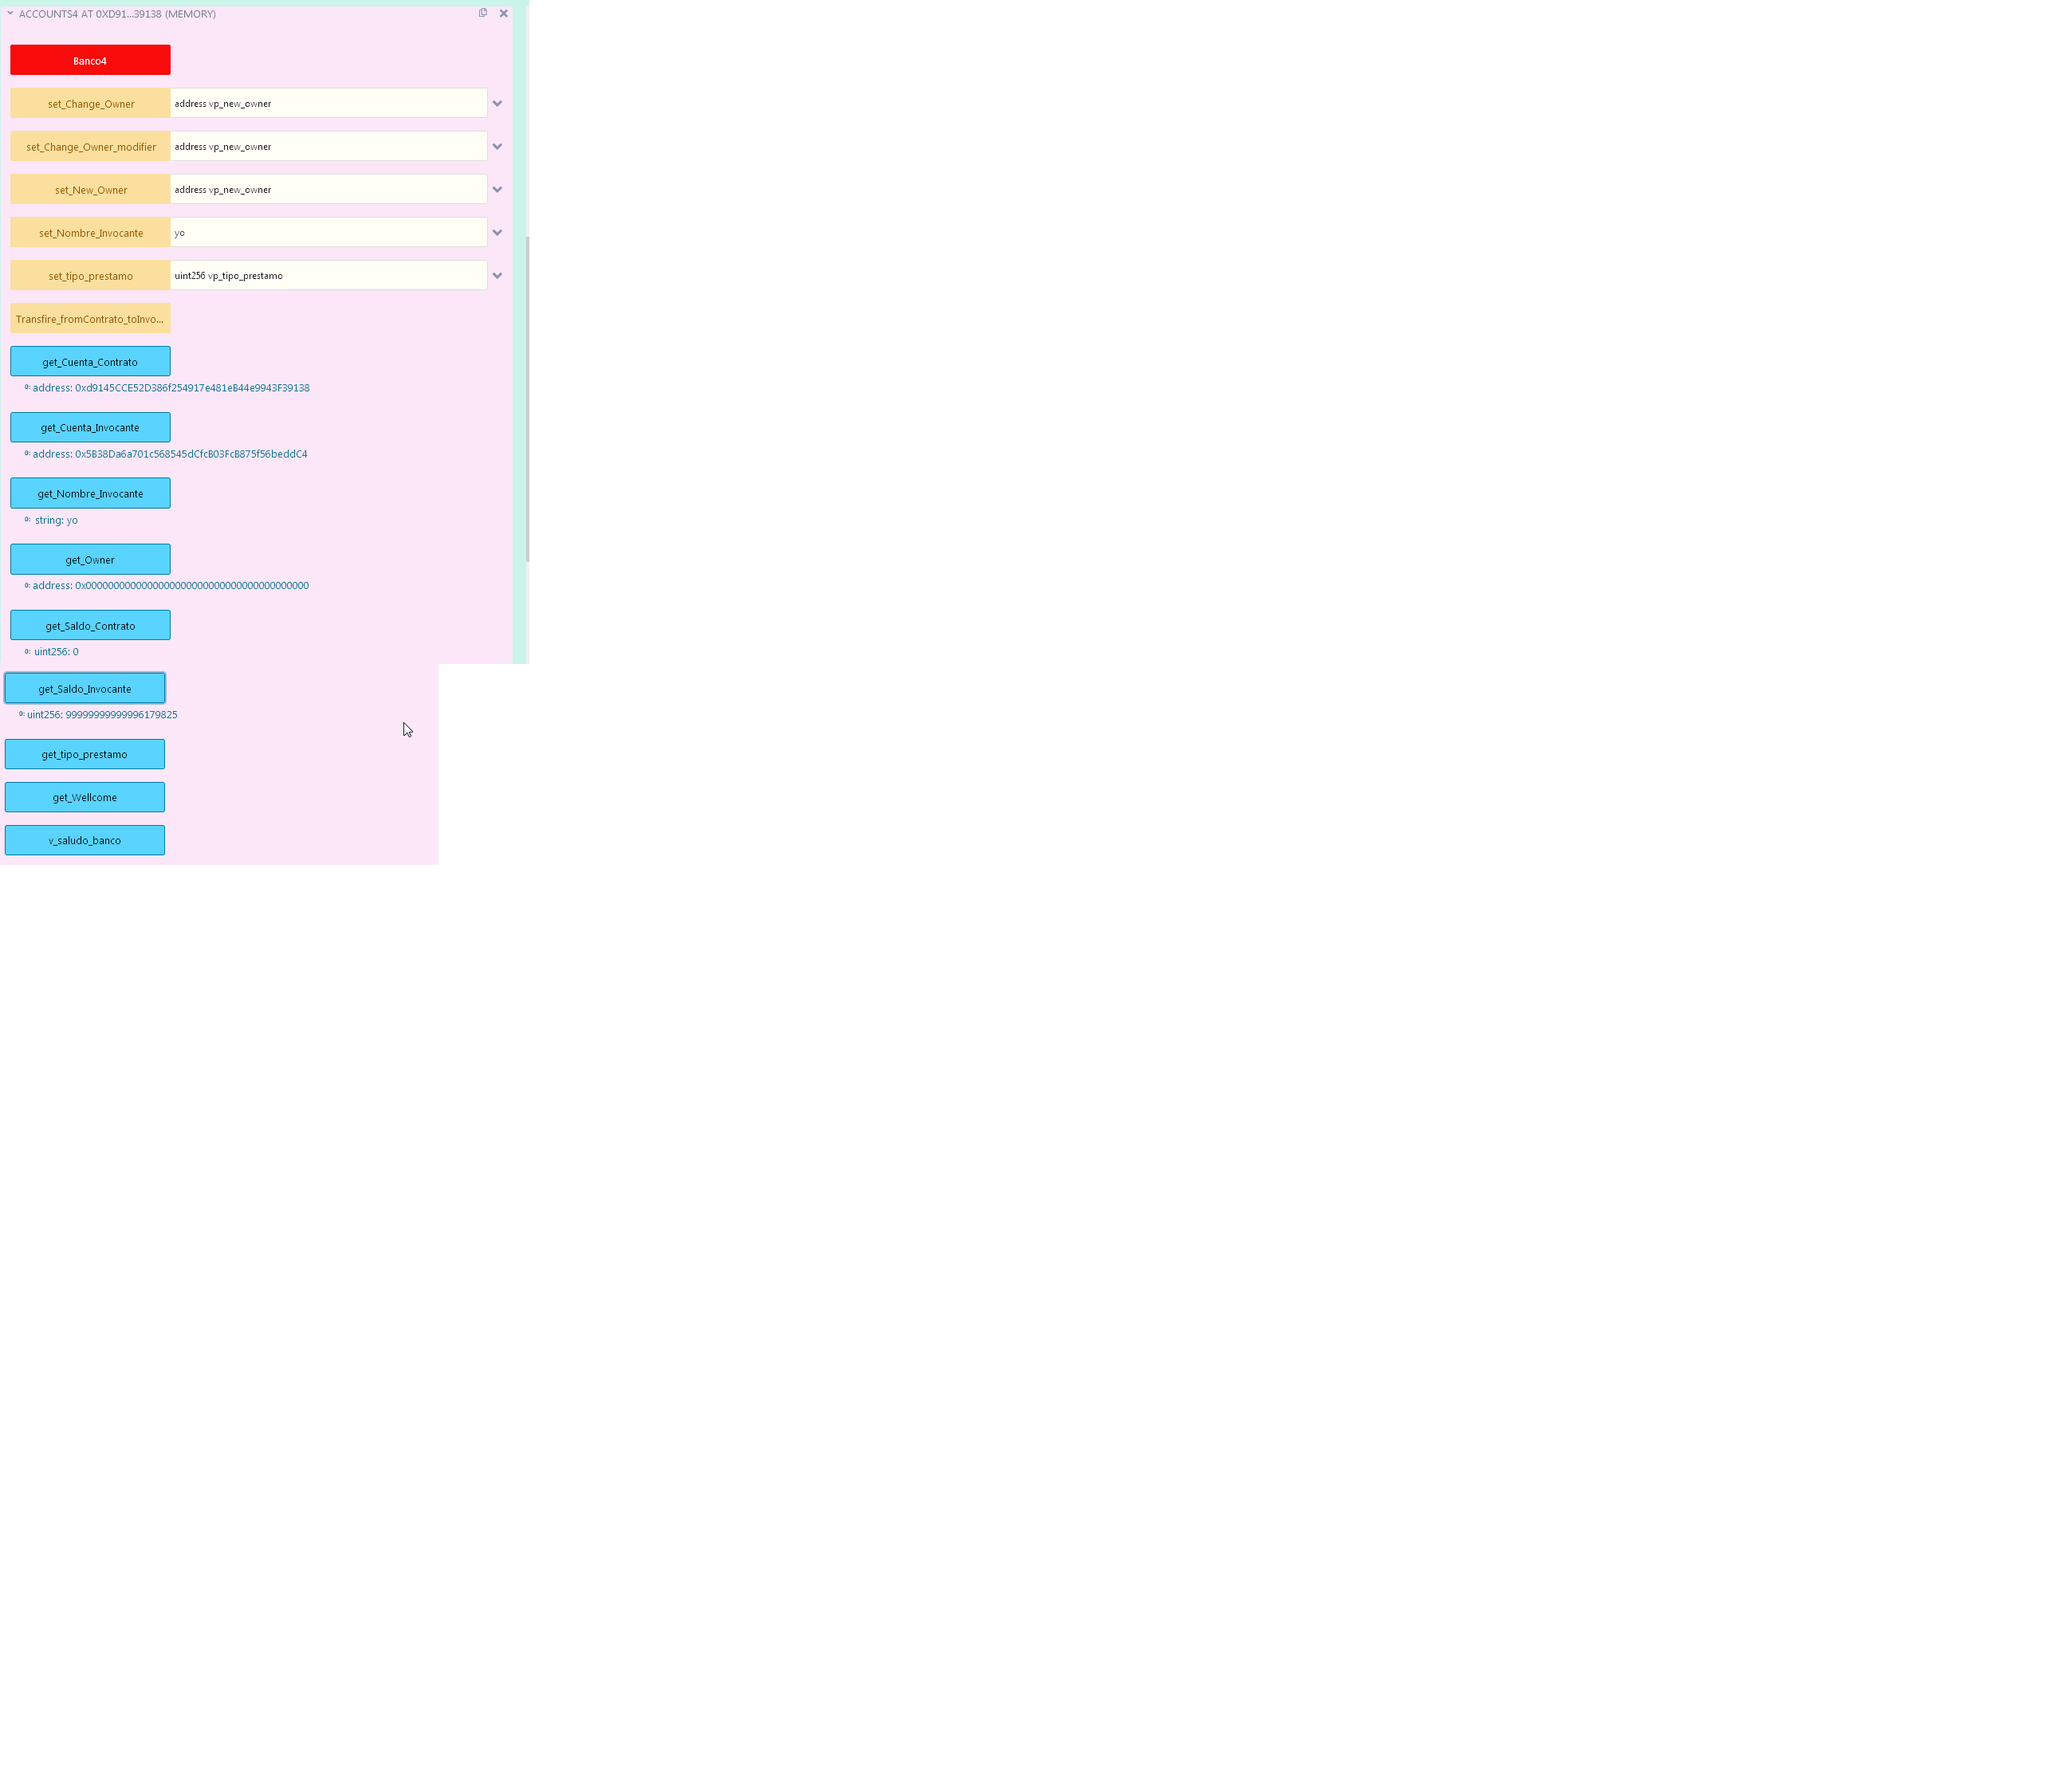 ACCOUNTS4 AT 0XD91...39138 (MEMORY)
Banco4
set_Change_Owner address vp_new_owner
set_Change_Owner_modifier address vp_new_owner
set_New_Owner address vp_new_owner
set_Nombre_Invocante yo
set_tipo_prestamo uint256 vp_tipo_prestamo
Transfire_fromContrato_toInvo...
get_Cuenta_Contrato
0: address: 0xd9145CCE52D386f254917e481eB44e9943F39138
get_Cuenta_Invocante
0: address: 0x5B38Da6a701c568545dCfcB03FcB875f56beddC4
get_Nombre_Invocante
0: string: yo
get_Owner
0: address: 0x0000000000000000000000000000000000000000
get_Saldo_Contrato
0: uint256: 0
get_Saldo_Invocante
0: uint256: 99999999999996179825
get_tipo_prestamo
get_Wellcome
v_saludo_banco